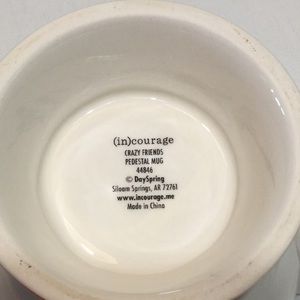 (in)courage
CRAZY FRIENDS
PEDESTAL MUG
44846
© DaySpring
Siloam Springs, AR 72761
www.incourage.me
Made in China